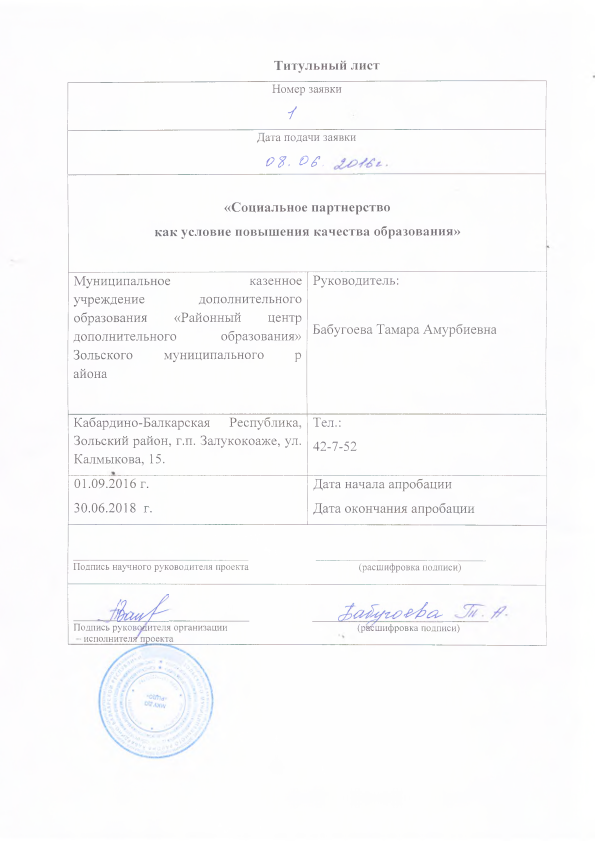 Титульный лист
Номер заявки
1
Дата подачи заявки
08. 06. 2016г.
«Социальное партнерство
как условие повышения качества образования»
Муниципальное казенное
учреждение дополнительного
образования «Районный центр
дополнительного образования»
Зольского муниципального р
айона
Руководитель:
Бабугоева Тамара Амурбиевна
Кабардино-Балкарская Республика,
Зольский район, г.п. Залукокоаже, ул.
Калмыкова, 15.
Тел.:
42-7-52
01.09.2016 г.
30.06.2018 г.
Дата начала апробации
Дата окончания апробации
Подпись научного руководителя проекта
(расшифровка подписи)
Бабугоева Т. А.
Подпись руководителя организации
– исполнителя проекта
(расшифровка подписи)